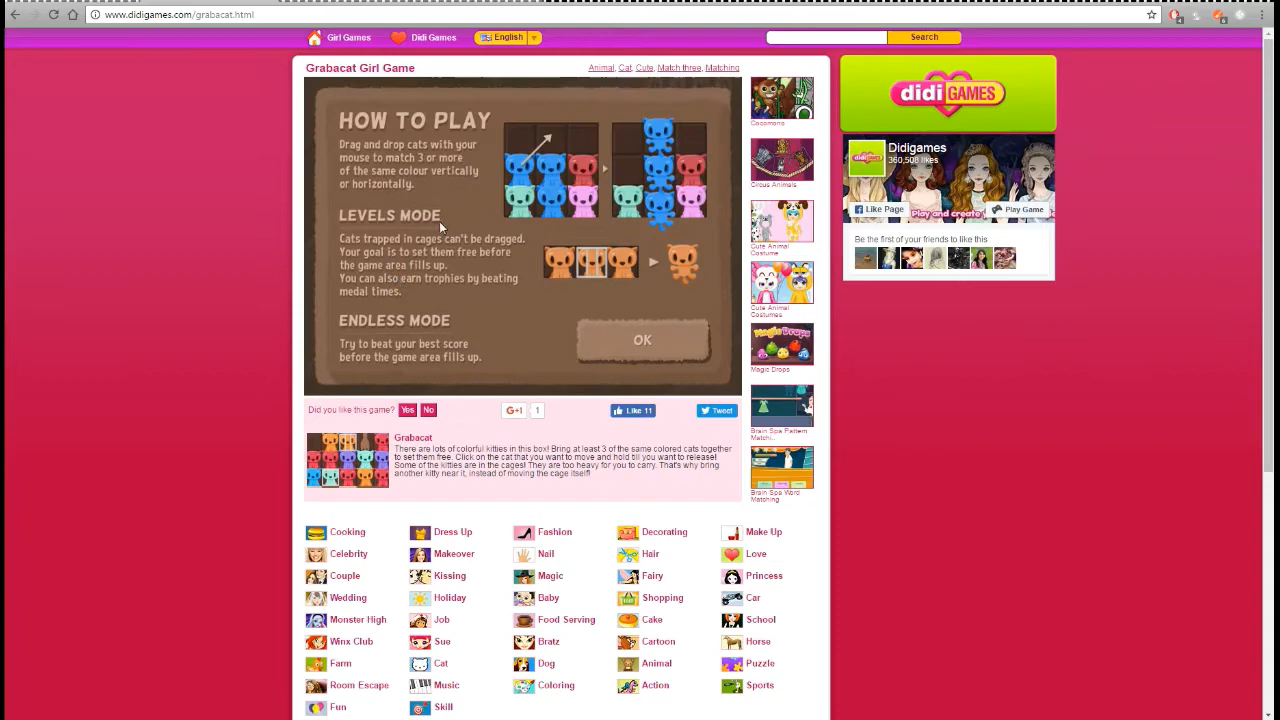 www.didigames.com/grabacat.html
Girl Games
Didi Games
English
Search
Grabacat Girl Game
Animal, Cat, Cute, Match three, Matching
HOW TO PLAY
Drag and drop cats with your
mouse to match 3 or more
of the same colour vertically
or horizontally.
LEVELS MODE
Cats trapped in cages can't be dragged.
Your goal is to set them free before
the game area fills up.
You can also earn trophies by beating
medal times.
ENDLESS MODE
Try to beat your best score
before the game area fills up.
OK
Cocomono
Circus Animals
Cute Animal
Costume
Cute Animal
Costumes
Magic Drops
Magic Drops
Brain Spa Pattern
Matchi..
Brain Spa Word
Matching
didi GAMES
Didigames
360,508 likes
Play and create
Like Page
Play Game
Be the first of your friends to like this
Did you like this game? Yes No
G+1 1
Like 11
Tweet
Grabacat
There are lots of colorful kitties in this box! Bring at least 3 of the same colored cats together
to set them free. Click on the cat that you want to move and hold till you want to release!
Some of the kitties are in the cages! They are too heavy for you to carry. That's why bring
another kitty near it, instead of moving the cage itself!
Cooking Dress Up Fashion Decorating Make Up
Celebrity Makeover Nail Hair Love
Couple Kissing Magic Fairy Princess
Wedding Holiday Baby Shopping Car
Monster High Job Food Serving Cake School
Winx Club Sue Bratz Cartoon Horse
Farm Cat Dog Animal Puzzle
Room Escape Music Coloring Action Sports
Fun Skill